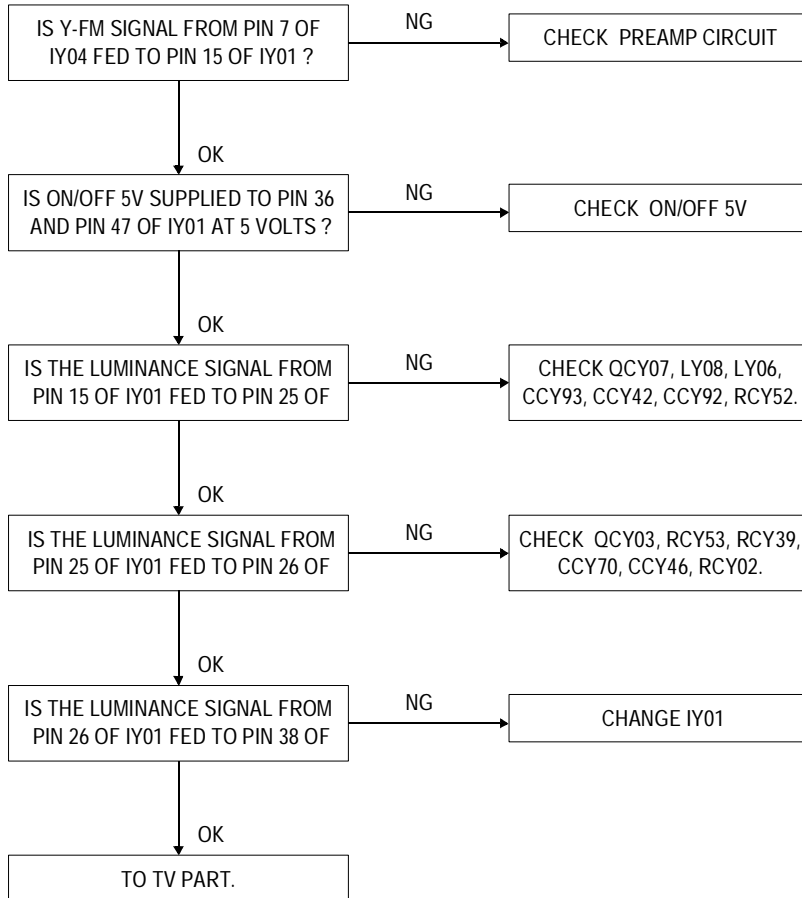 IS Y-FM SIGNAL FROM PIN 7 OF
IY04 FED TO PIN 15 OF IY01 ?
NG
CHECK PREAMP CIRCUIT
OK
IS ON/OFF 5V SUPPLIED TO PIN 36
AND PIN 47 OF IY01 AT 5 VOLTS ?
NG
CHECK ON/OFF 5V
OK
IS THE LUMINANCE SIGNAL FROM
PIN 15 OF IY01 FED TO PIN 25 OF
NG
CHECK QCY07, LY08, LY06,
CCY93, CCY42, CCY92, RCY52.
OK
IS THE LUMINANCE SIGNAL FROM
PIN 25 OF IY01 FED TO PIN 26 OF
NG
CHECK QCY03, RCY53, RCY39,
CCY70, CCY46, RCY02.
OK
IS THE LUMINANCE SIGNAL FROM
PIN 26 OF IY01 FED TO PIN 38 OF
NG
CHANGE IY01
OK
TO TV PART.